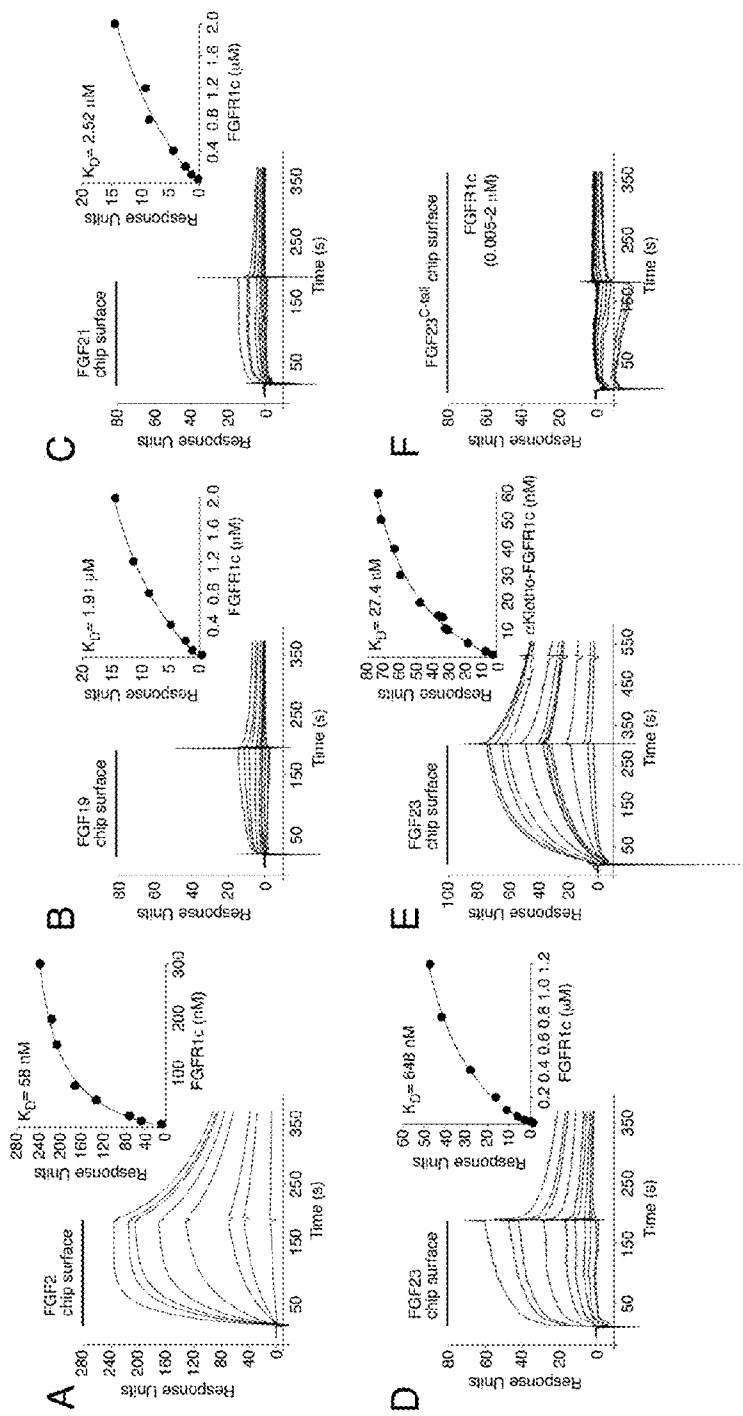 A
FGF2
chip surface
Response Units
280
240
200
160
120
80
40
0
50
150
250
350
Time (s)
K_D= 58 nM
Response Units
280
240
200
160
120
80
40
0
100
200
300
FGFR1c (nM)
B
FGF19
chip surface
Response Units
80
60
40
20
0
50
150
250
350
Time (s)
K_D= 1.91 µM
Response Units
20
15
10
5
0
0.4 0.8 1.2 1.6 2.0
FGFR1c (µM)
C
FGF21
chip surface
Response Units
80
60
40
20
0
50
150
250
350
Time (s)
K_D= 2.52 µM
Response Units
20
15
10
5
0
0.4 0.8 1.2 1.6 2.0
FGFR1c (µM)
D
FGF23
chip surface
Response Units
80
60
40
20
0
50
150
250
350
Time (s)
K_D= 648 nM
Response Units
60
50
40
30
20
10
0
0.2 0.4 0.6 0.8 1.0 1.2
FGFR1c (µM)
E
FGF23
chip surface
Response Units
100
80
60
40
20
0
50
150
250
350
450
550
Time (s)
K_D= 27.4 nM
Response Units
80
70
60
50
40
30
20
10
0
10 20 30 40 50 60
αKlotho-FGFR1c (nM)
F
FGF23^C-tail chip surface
FGFR1c
(0.005-2 µM)
Response Units
80
60
40
20
0
50
150
250
350
Time (s)